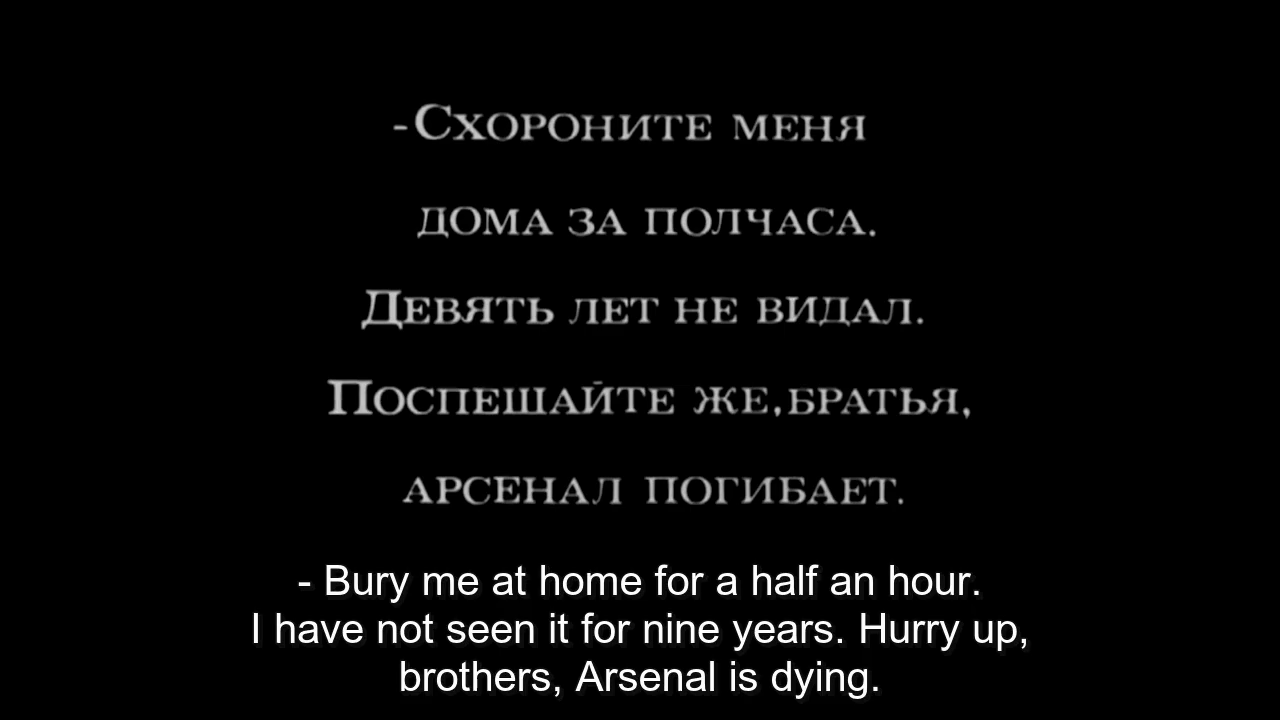 -Схороните меня
дома за полчаса.
Девять лет не видал.
Поспешайте же, братья,
арсенал погибает.
- Bury me at home for a half an hour.
I have not seen it for nine years. Hurry up,
brothers, Arsenal is dying.